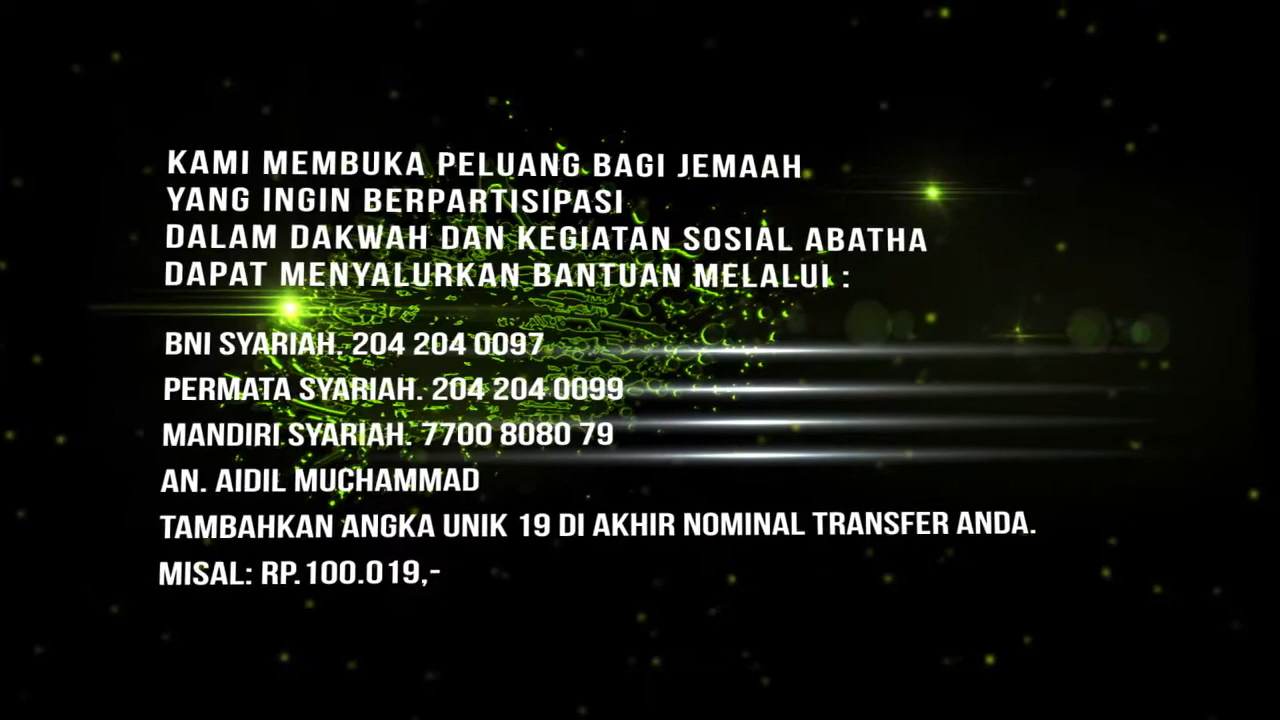 KAMI MEMBUKA PELUANG BAGI JEMAAH
YANG INGIN BERPARTISIPASI
DALAM DAKWAH DAN KEGIATAN SOSIAL ABATHA
DAPAT MENYALURKAN BANTUAN MELALUI :
BNI SYARIAH. 204 204 0097
PERMATA SYARIAH. 204 204 0099
MANDIRI SYARIAH. 7700 8080 79
AN. AIDIL MUCHAMMAD
TAMBAHKAN ANGKA UNIK 19 DI AKHIR NOMINAL TRANSFER ANDA.
MISAL: RP.100.019,-